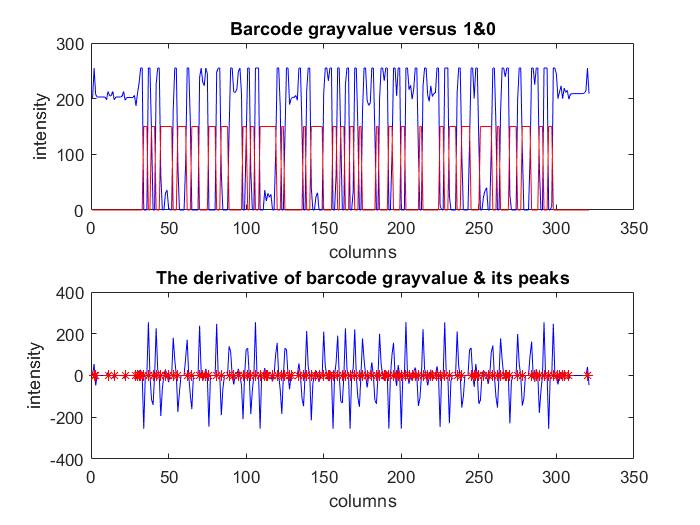 Barcode grayvalue versus 1&0
300
200
100
0
intensity
0 50 100 150 200 250 300 350
columns
The derivative of barcode grayvalue & its peaks
400
200
0
-200
-400
intensity
0 50 100 150 200 250 300 350
columns